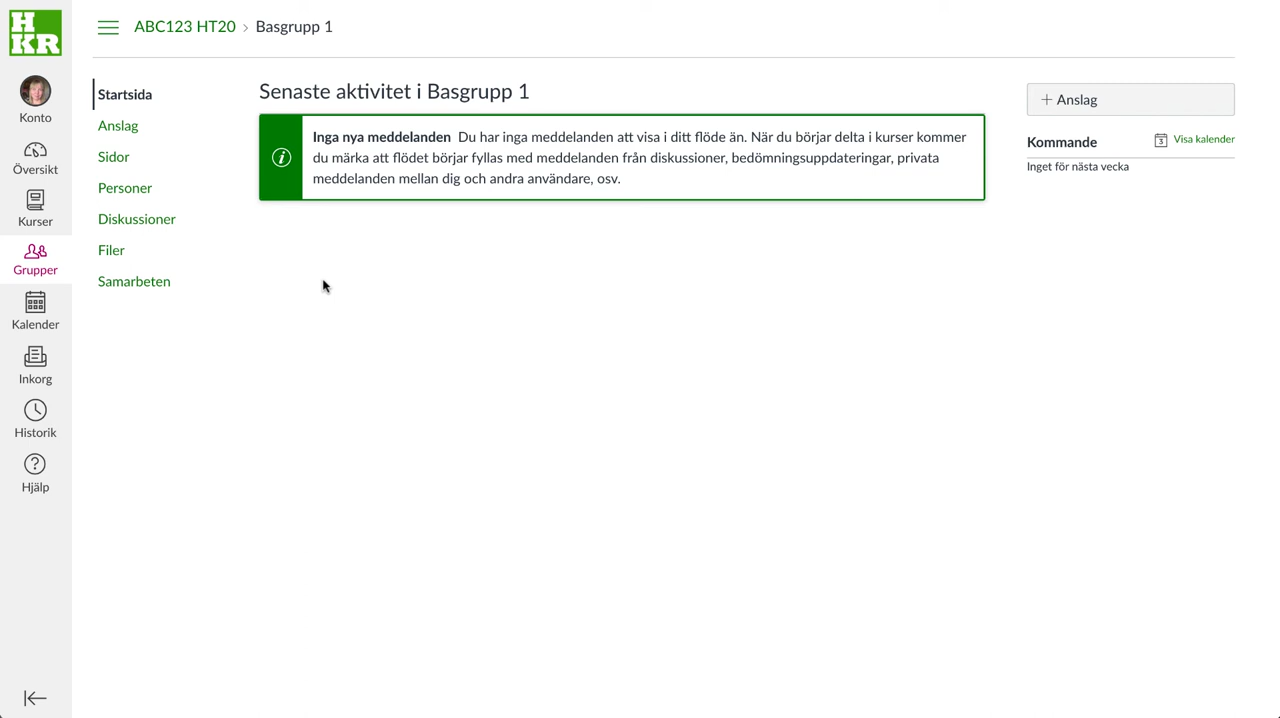 HKR
ABC123 HT20 › Basgrupp 1
Konto
Översikt
Kurser
Grupper
Kalender
Inkorg
Historik
Hjälp
Startsida
Anslag
Sidor
Personer
Diskussioner
Filer
Samarbeten
Senaste aktivitet i Basgrupp 1
Inga nya meddelanden Du har inga meddelanden att visa i ditt flöde än. När du börjar delta i kurser kommer
du märka att flödet börjar fyllas med meddelanden från diskussioner, bedömningsuppdateringar, privata
meddelanden mellan dig och andra användare, osv.
+ Anslag
Kommande 3 Visa kalender
Inget för nästa vecka